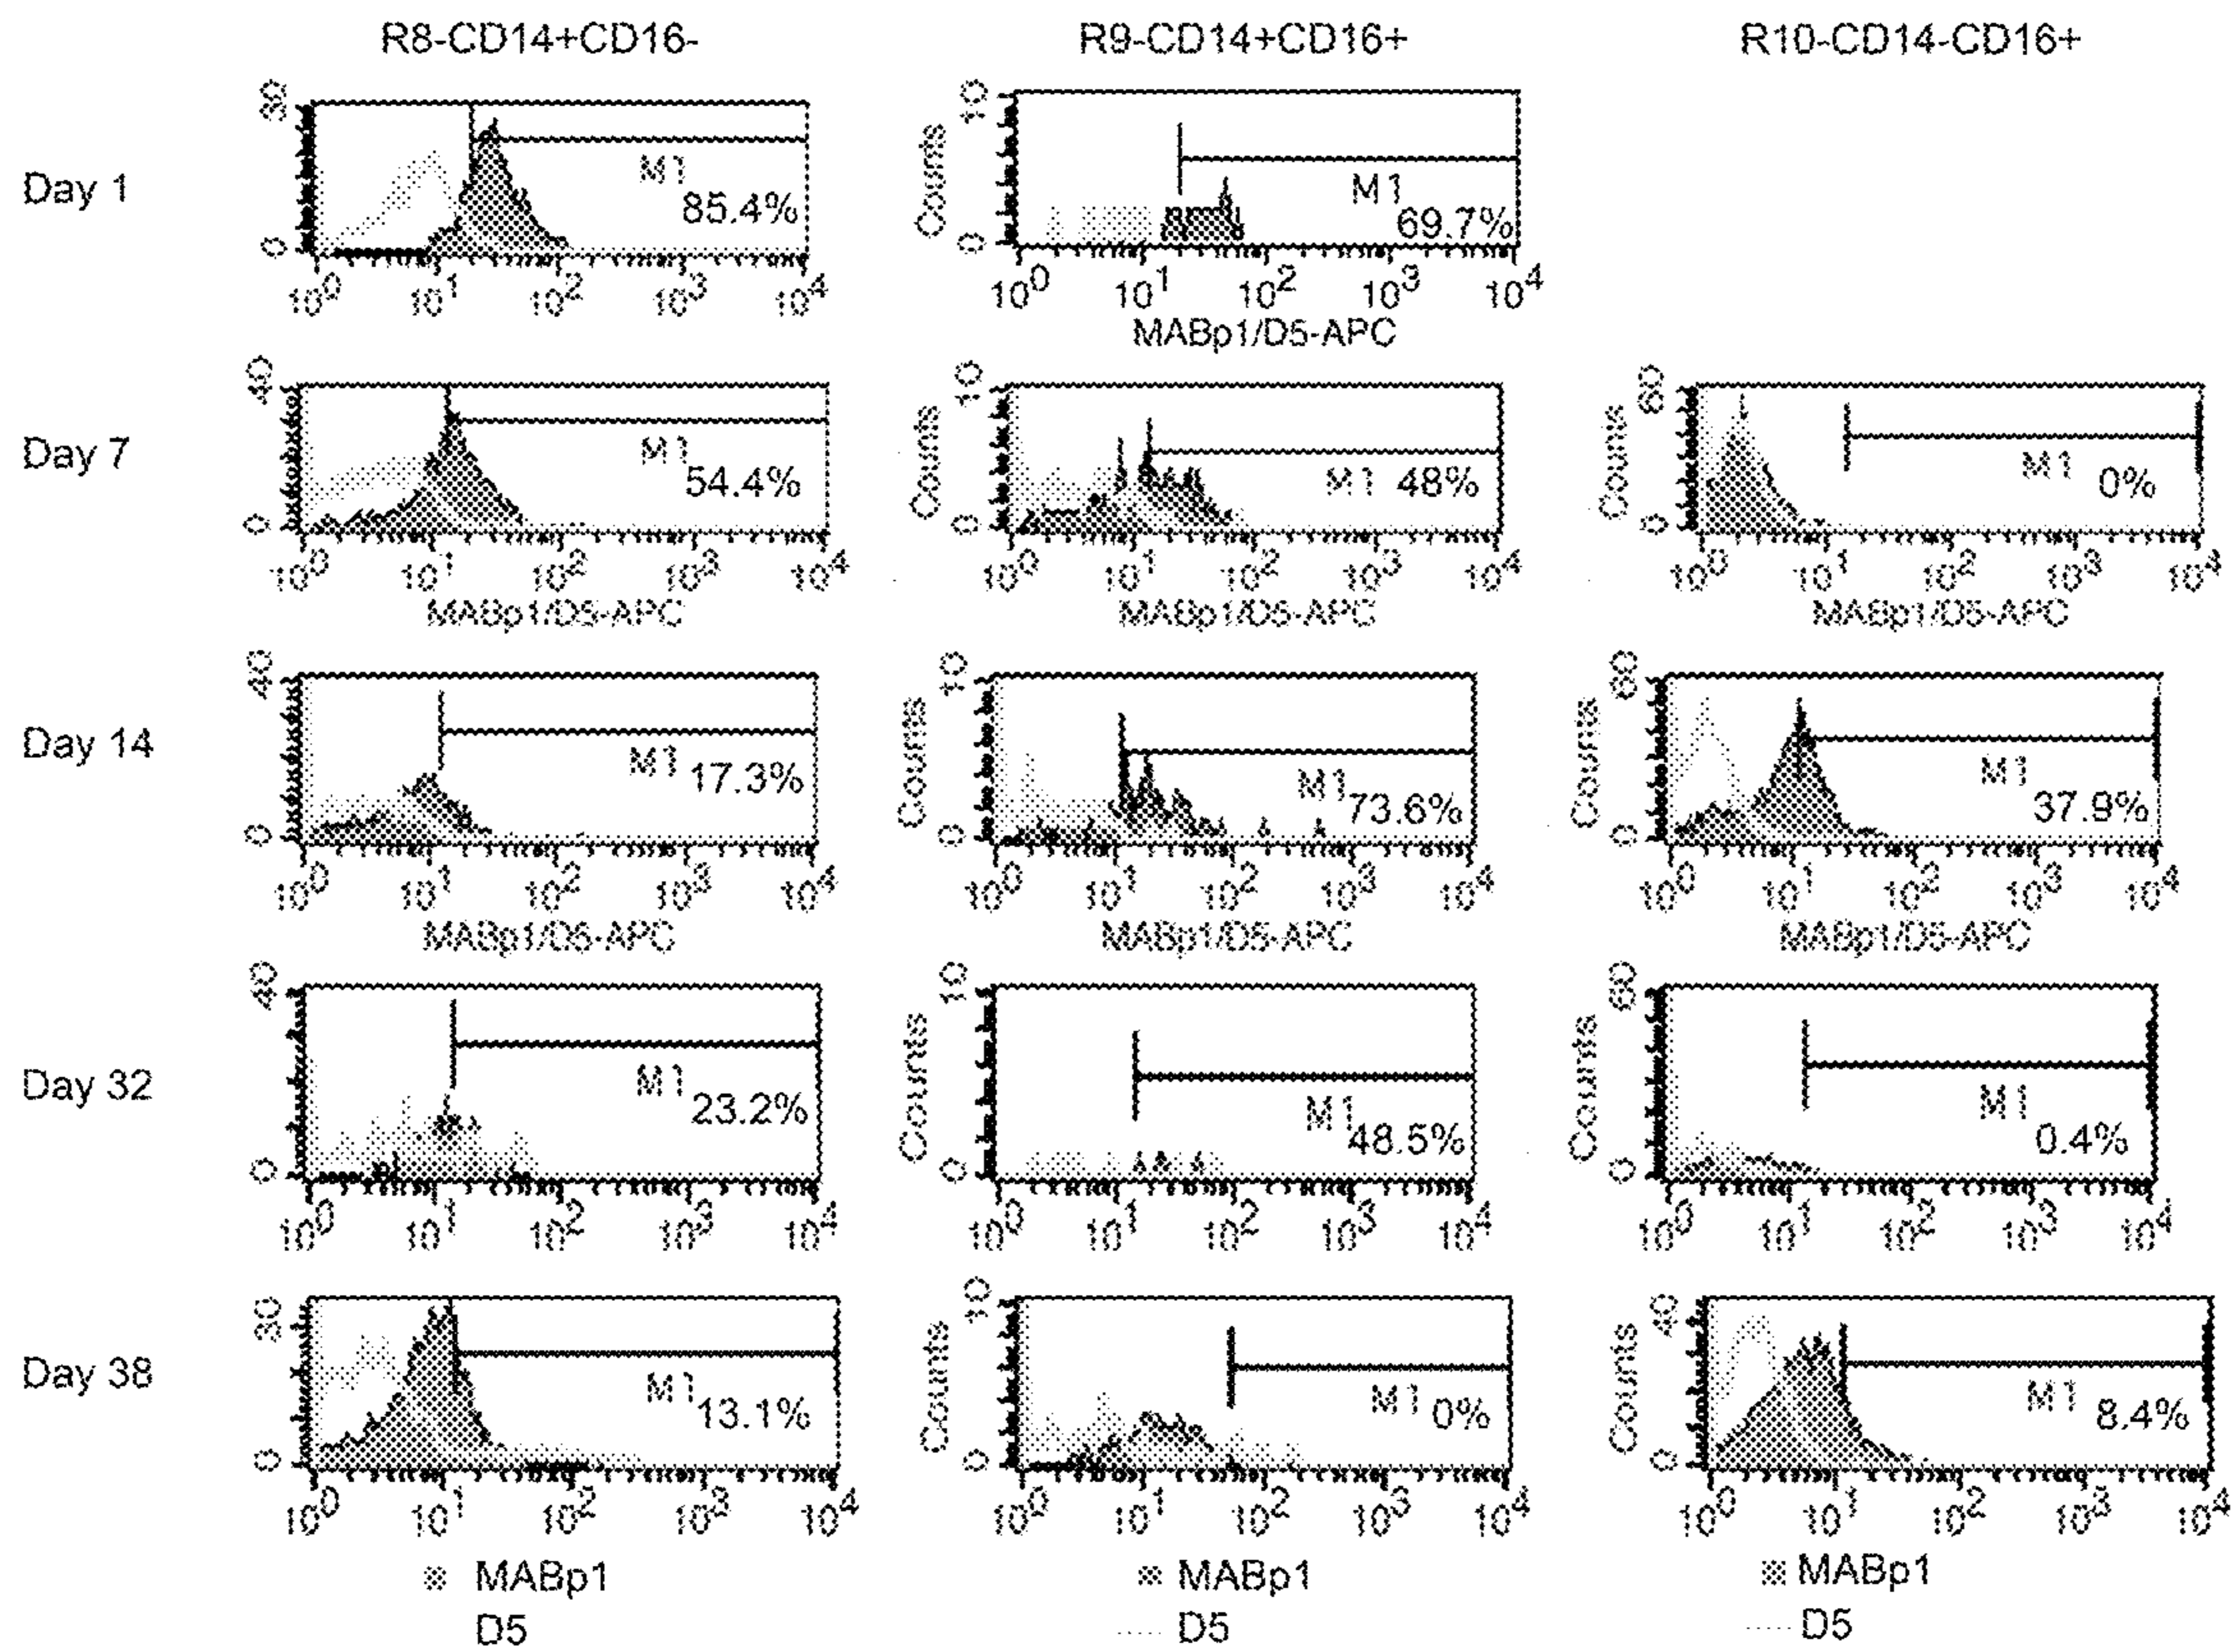 R8-CD14+CD16- R9-CD14+CD16+ R10-CD14-CD16+
Day 1
30
0
M1
85.4%
10^0 10^1 10^2 10^3 10^4
Counts
10
0
M1
69.7%
10^0 10^1 10^2 10^3 10^4
MABp1/D5-APC
Day 7
40
0
M1
54.4%
10^0 10^1 10^2 10^3 10^4
MABp1/D5-APC
Counts
10
0
M1 48%
10^0 10^1 10^2 10^3 10^4
MABp1/D5-APC
Counts
60
0
M1 0%
10^0 10^1 10^2 10^3 10^4
MABp1/D5-APC
Day 14
40
0
M1 17.3%
10^0 10^1 10^2 10^3 10^4
MABp1/D5-APC
Counts
10
0
M1 73.6%
10^0 10^1 10^2 10^3 10^4
MABp1/D5-APC
Counts
60
0
M1
37.9%
10^0 10^1 10^2 10^3 10^4
MABp1/D5-APC
Day 32
40
0
M1 23.2%
10^0 10^1 10^2 10^3 10^4
Counts
10
0
M1 48.5%
10^0 10^1 10^2 10^3 10^4
Counts
60
0
M1
0.4%
10^0 10^1 10^2 10^3 10^4
Day 38
30
0
M1 13.1%
10^0 10^1 10^2 10^3 10^4
Counts
10
0
M1 0%
10^0 10^1 10^2 10^3 10^4
Counts
40
0
M1 8.4%
10^0 10^1 10^2 10^3 10^4
MABp1
D5
MABp1
D5
MABp1
D5